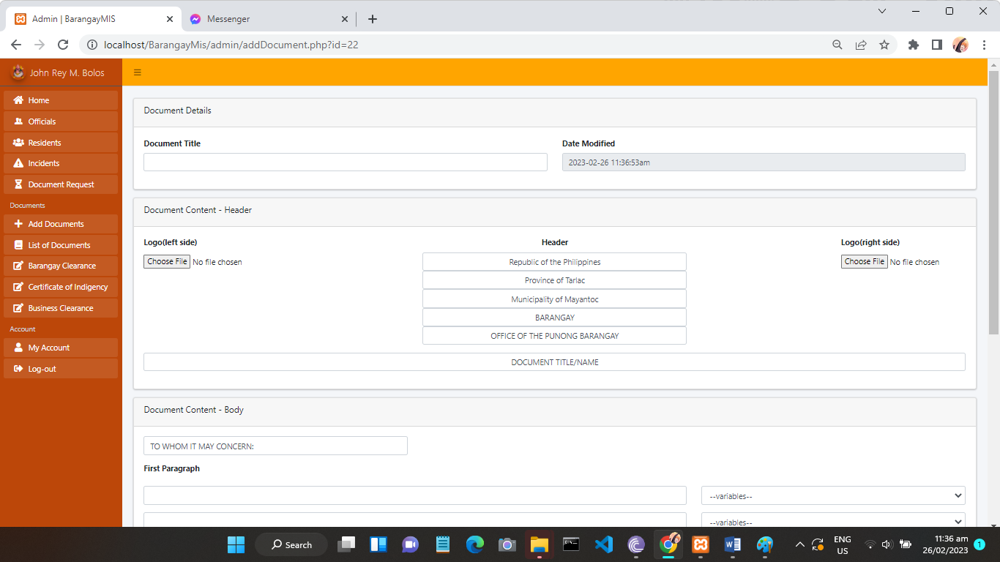 Admin | BarangayMIS
Messenger
localhost/BarangayMis/admin/addDocument.php?id=22
John Rey M. Bolos
Home
Officials
Residents
Incidents
Document Request
Documents
Add Documents
List of Documents
Barangay Clearance
Certificate of Indigency
Business Clearance
Account
My Account
Log-out
Document Details
Document Title
Date Modified
2023-02-26 11:36:53am
Document Content - Header
Logo(left side)
Header
Logo(right side)
Choose File No file chosen
Republic of the Philippines
Choose File No file chosen
Province of Tarlac
Municipality of Mayantoc
BARANGAY
OFFICE OF THE PUNONG BARANGAY
DOCUMENT TITLE/NAME
Document Content - Body
TO WHOM IT MAY CONCERN:
First Paragraph
--variables--
--variables--
Search
ENG
US
11:36 am
26/02/2023
1